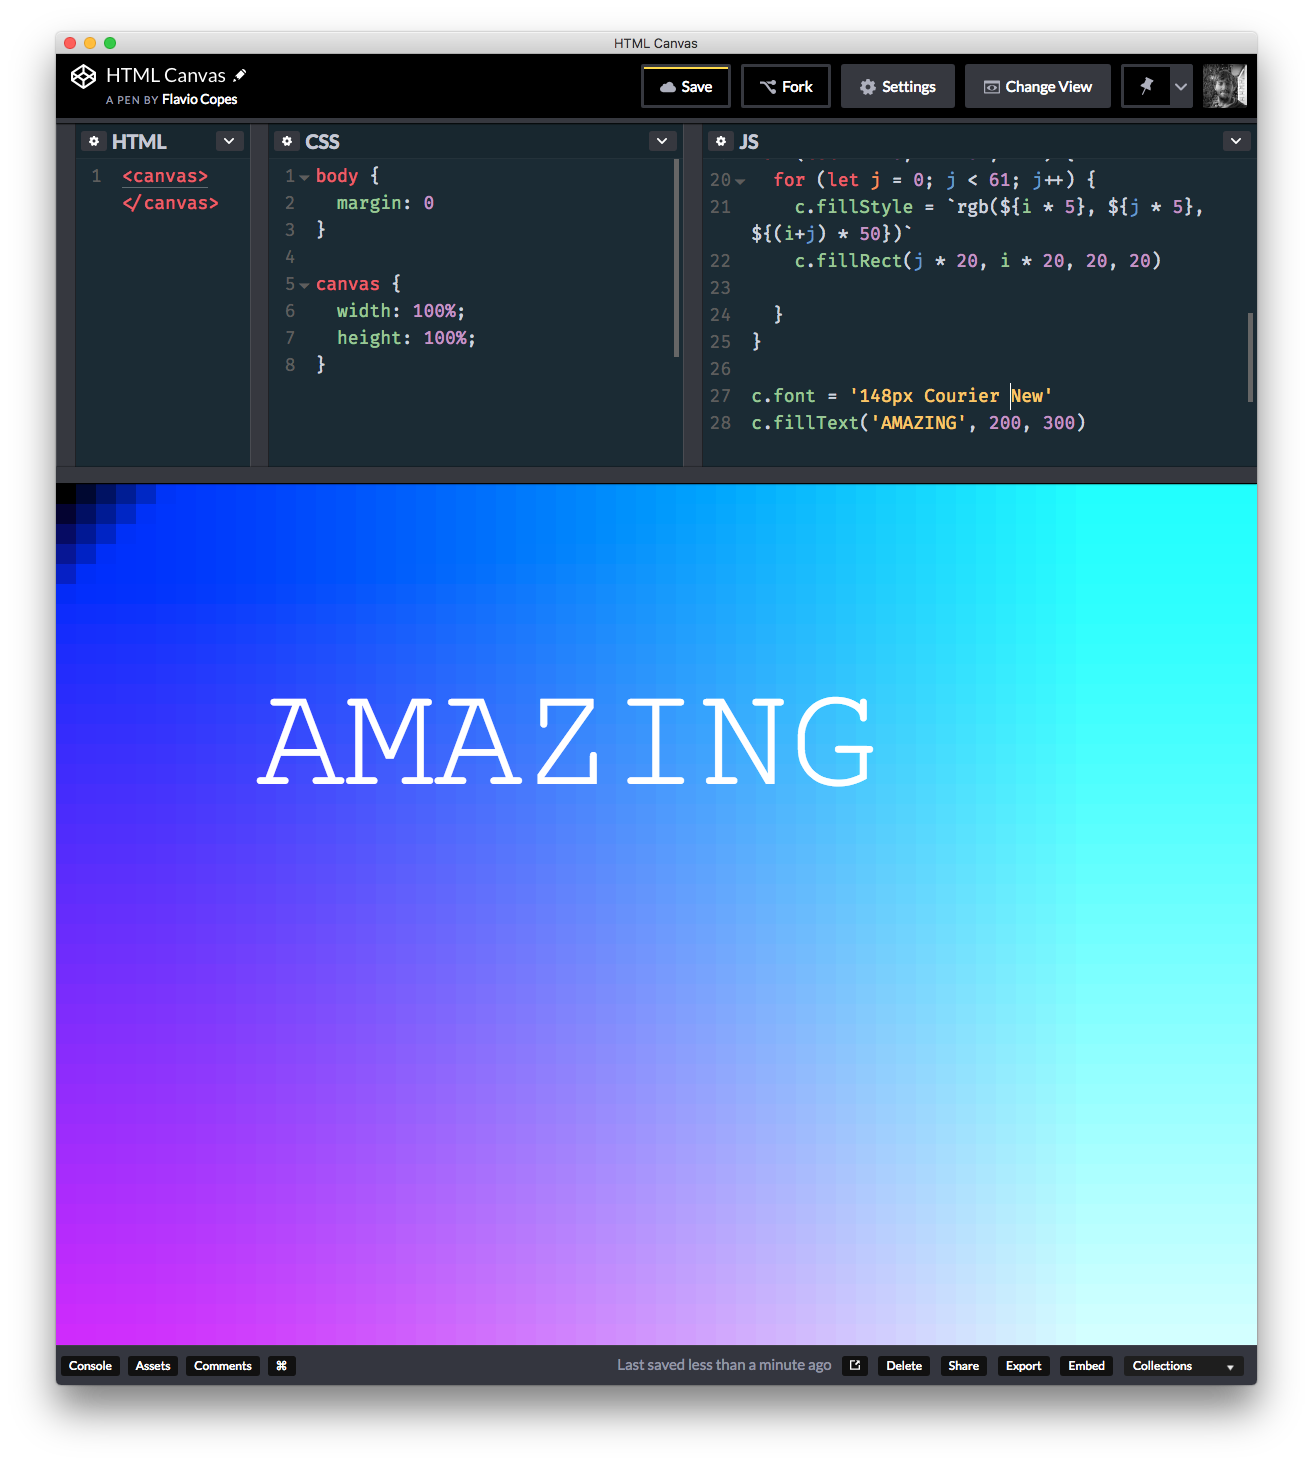 HTML Canvas
HTML Canvas
A PEN BY Flavio Copes
Save
Fork
Settings
Change View
HTML
1 <canvas>
</canvas>
CSS
1 body {
2 margin: 0
3 }
4
5 canvas {
6 width: 100%;
7 height: 100%;
8 }
JS
20 for (let j = 0; j < 61; j++) {
21 c.fillStyle = `rgb(${i * 5}, ${j * 5},
${(i+j) * 50})`
22 c.fillRect(j * 20, i * 20, 20, 20)
23
24 }
25 }
26
27 c.font = '148px Courier New'
28 c.fillText('AMAZING', 200, 300)
AMAZING
Console Assets Comments ⌘
Last saved less than a minute ago
Delete Share Export Embed Collections